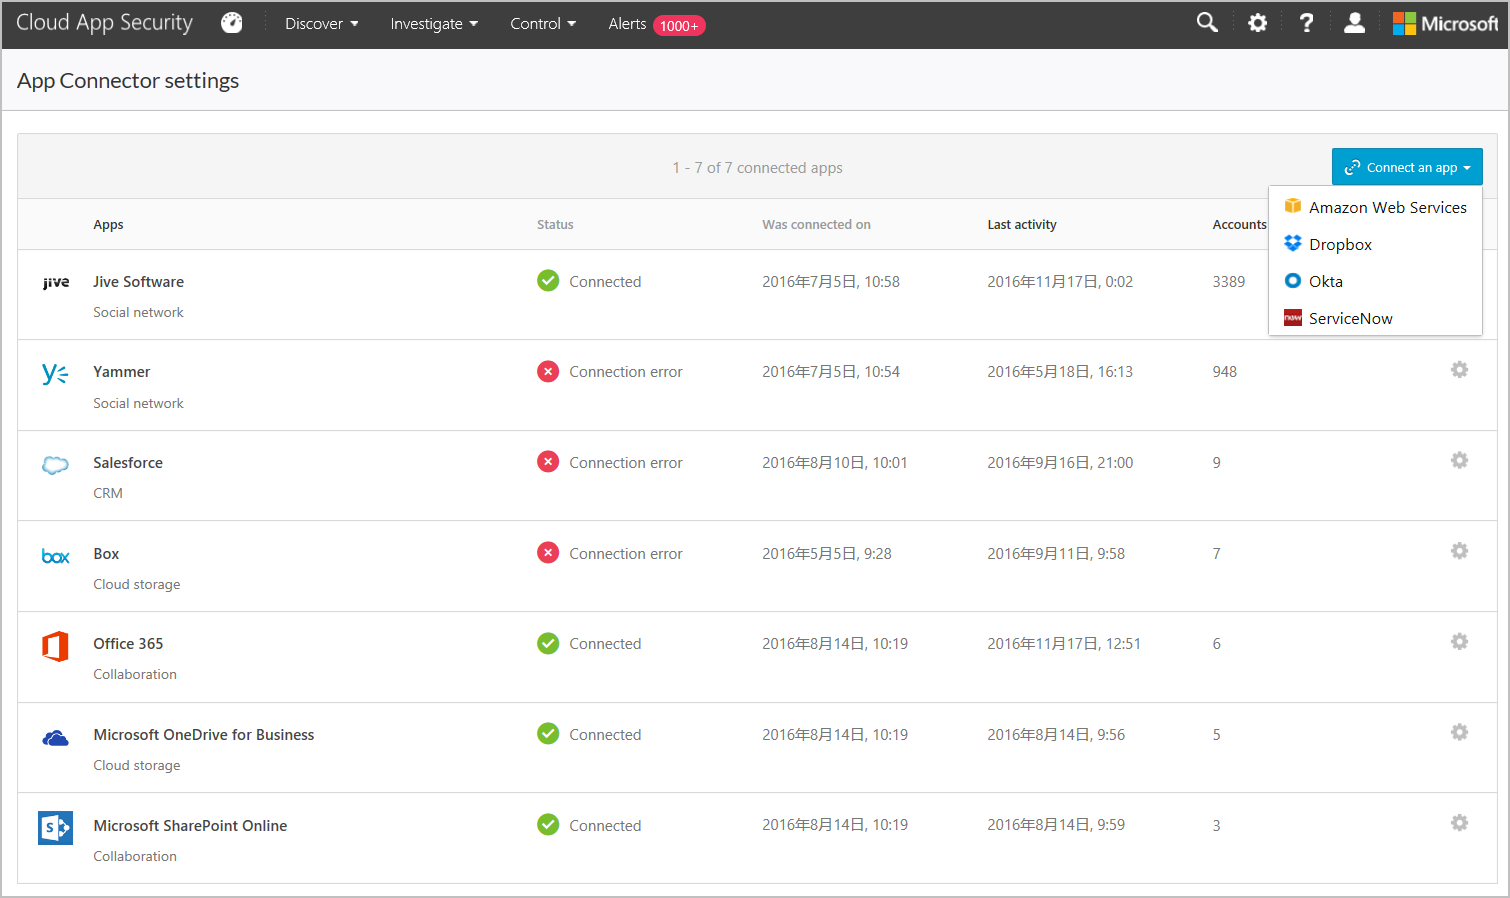 Cloud App Security Discover Investigate Control Alerts 1000+ ? Microsoft
App Connector settings
1 - 7 of 7 connected apps Connect an app
Apps Status Was connected on Last activity Accounts
Amazon Web Services
Dropbox
Okta
ServiceNow
jive Jive Software Connected 2016年7月5日, 10:58 2016年11月17日, 0:02 3389
Social network
Yammer Connection error 2016年7月5日, 10:54 2016年5月18日, 16:13 948
Social network
Salesforce Connection error 2016年8月10日, 10:01 2016年9月16日, 21:00 9
CRM
box Box Connection error 2016年5月5日, 9:28 2016年9月11日, 9:58 7
Cloud storage
Office 365 Connected 2016年8月14日, 10:19 2016年11月17日, 12:51 6
Collaboration
Microsoft OneDrive for Business Connected 2016年8月14日, 10:19 2016年8月14日, 9:56 5
Cloud storage
S Microsoft SharePoint Online Connected 2016年8月14日, 10:19 2016年8月14日, 9:59 3
Collaboration